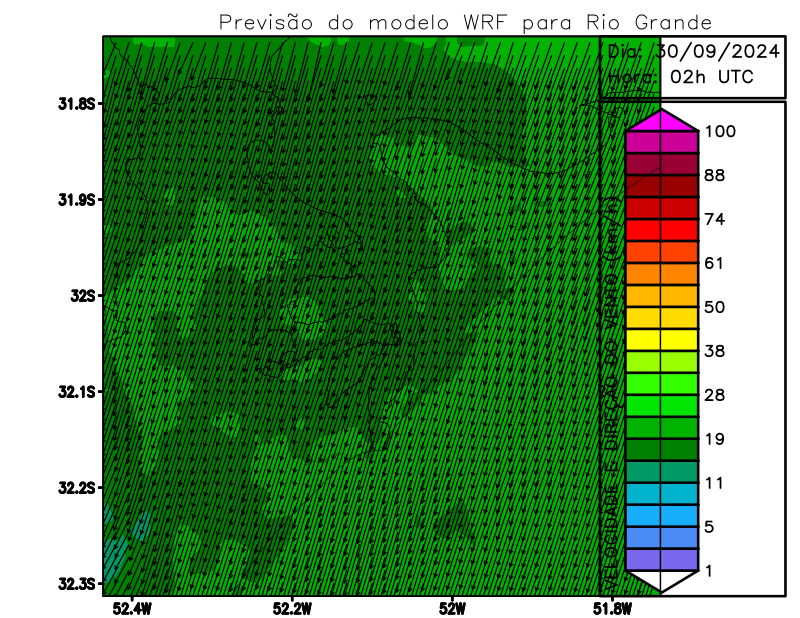 Previsão do modelo WRF para Rio Grande
Dia: 30/09/2024
Hora: 02h UTC
31.8S
31.9S
32S
32.1S
32.2S
32.3S
52.4W
52.2W
52W
51.8W
VELOCIDADE E DIREÇÃO DO VENTO (km/h)
100
88
74
61
50
38
28
19
11
5
1